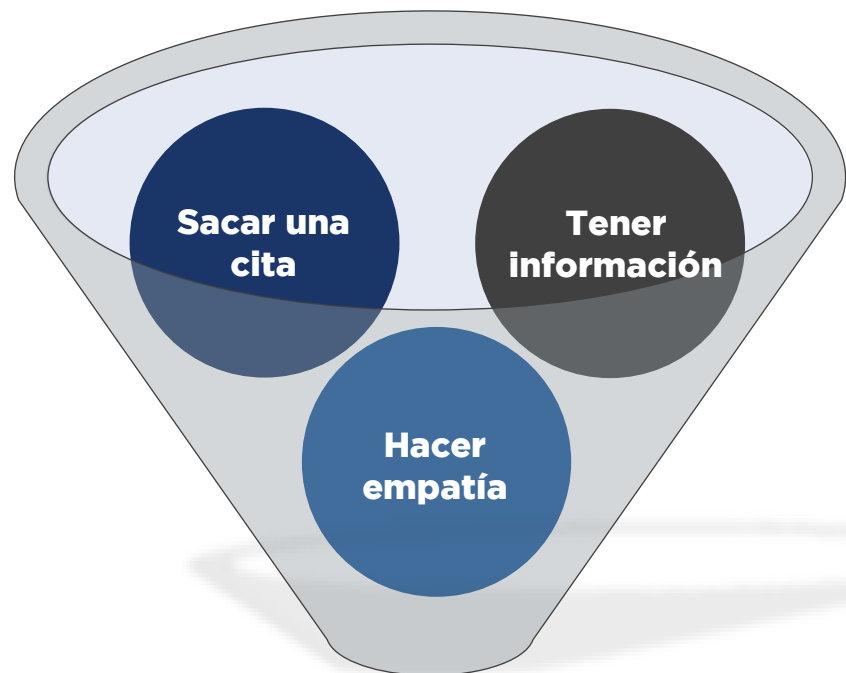 Sacar una
cita
Tener
información
Hacer
empatía